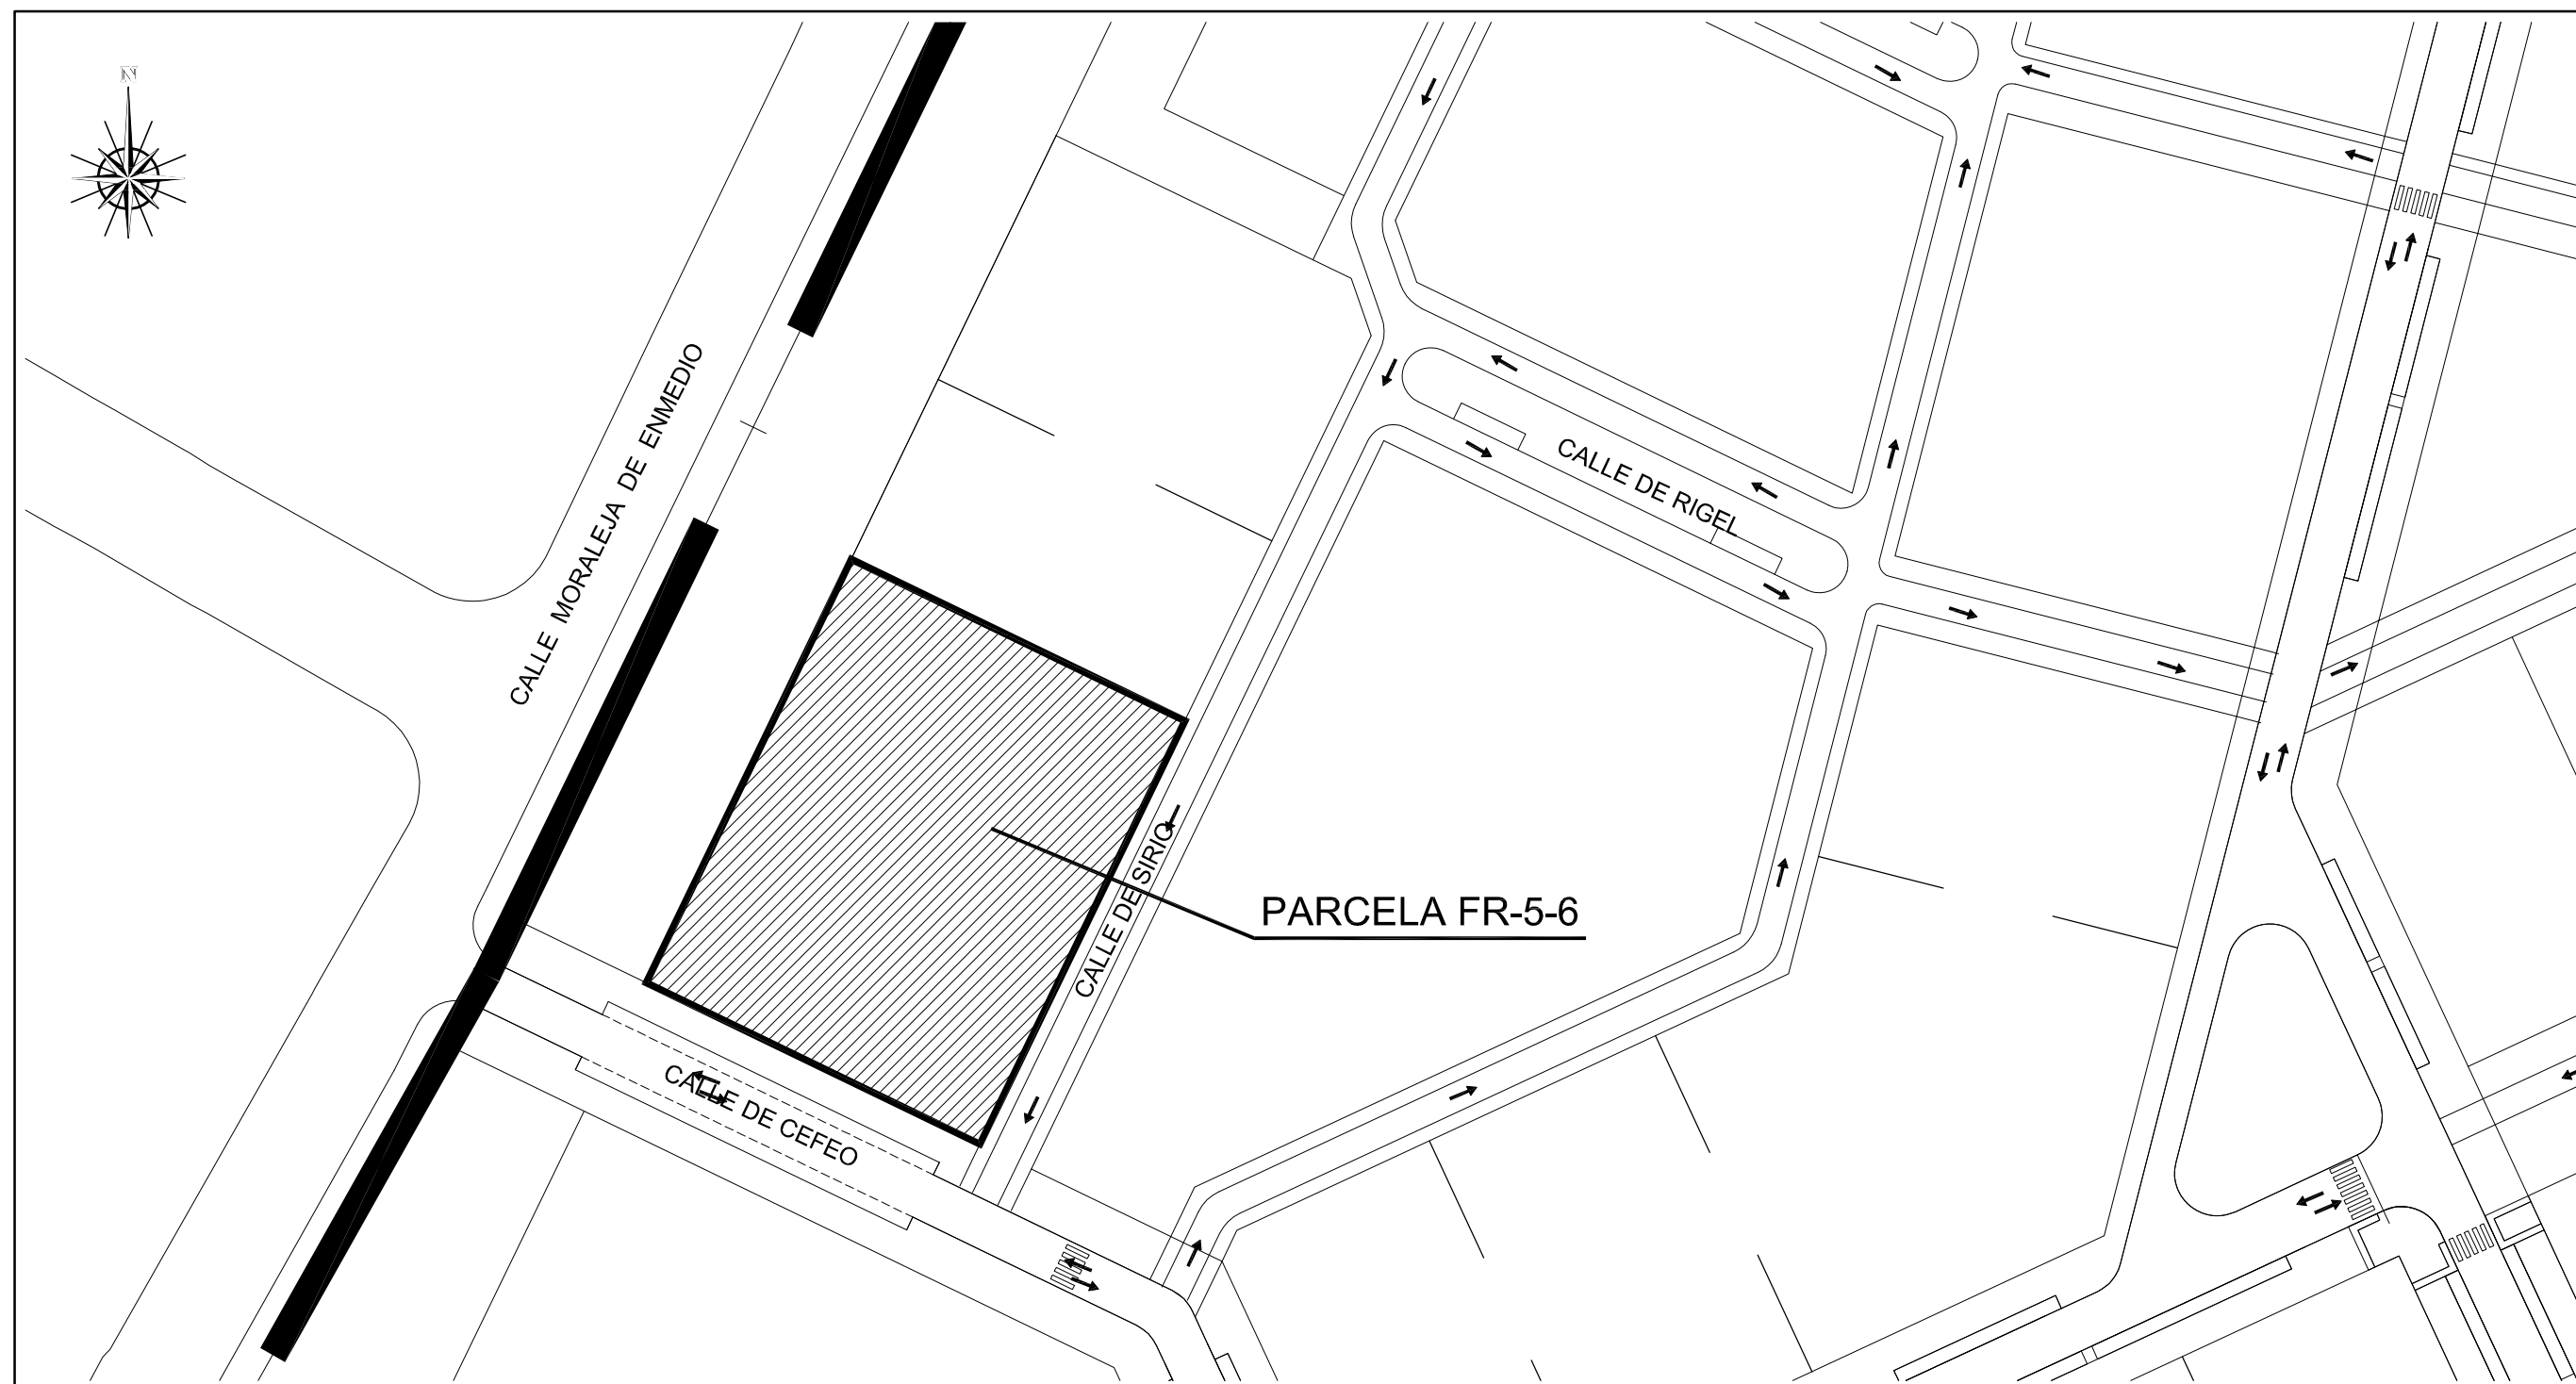 N
CALLE MORALEJA DE ENMEDIO
CALLE DE RIGEL
CALLE DE SIRIO
PARCELA FR-5-6
CALLE DE CEFEO